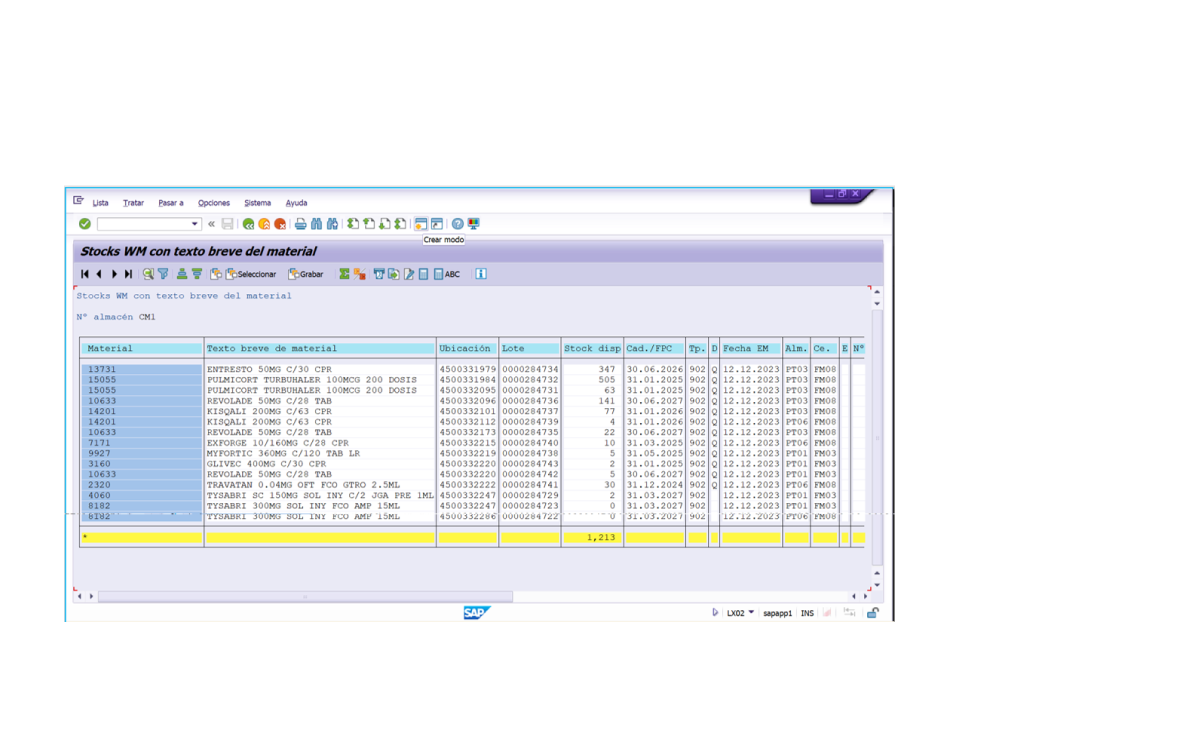 Lista Tratar Pasar a Opciones Sistema Ayuda
Crear modo
Stocks WM con texto breve del material
Seleccionar Grabar ABC
Stocks WM con texto breve del material
Nº almacén CM1
Material Texto breve de material Ubicación Lote Stock disp Cad./FPC Tp. D Fecha EM Alm. Ce. E Nº
13731 ENTRESTO 50MG C/30 CPR 4500331979 0000284734 347 30.06.2026 902 Q 12.12.2023 PT03 FM08
15055 PULMICORT TURBUHALER 100MCG 200 DOSIS 4500331984 0000284732 505 31.01.2025 902 Q 12.12.2023 PT03 FM08
15055 PULMICORT TURBUHALER 100MCG 200 DOSIS 4500332095 0000284731 63 31.01.2025 902 Q 12.12.2023 PT03 FM08
10633 REVOLADE 50MG C/28 TAB 4500332096 0000284736 141 30.06.2027 902 Q 12.12.2023 PT03 FM08
14201 KISQALI 200MG C/63 CPR 4500332101 0000284737 77 31.01.2026 902 Q 12.12.2023 PT03 FM08
14201 KISQALI 200MG C/63 CPR 4500332112 0000284739 4 31.01.2026 902 Q 12.12.2023 PT06 FM08
10633 REVOLADE 50MG C/28 TAB 4500332173 0000284735 22 30.06.2027 902 Q 12.12.2023 PT03 FM08
7171 EXFORGE 10/160MG C/28 CPR 4500332215 0000284740 10 31.03.2025 902 Q 12.12.2023 PT06 FM08
9927 MYFORTIC 360MG C/120 TAB LR 4500332219 0000284738 5 31.05.2025 902 Q 12.12.2023 PT01 FM03
3160 GLIVEC 400MG C/30 CPR 4500332220 0000284743 2 31.01.2025 902 Q 12.12.2023 PT01 FM03
10633 REVOLADE 50MG C/28 TAB 4500332220 0000284742 5 30.06.2027 902 Q 12.12.2023 PT01 FM03
2320 TRAVATAN 0.04MG OFT FCO GTRO 2.5ML 4500332222 0000284741 30 31.12.2024 902 Q 12.12.2023 PT06 FM08
4060 TYSABRI SC 150MG SOL INY C/2 JGA PRE 1ML 4500332247 0000284729 2 31.03.2027 902 12.12.2023 PT01 FM03
8182 TYSABRI 300MG SOL INY FCO AMP 15ML 4500332247 0000284723 0 31.03.2027 902 12.12.2023 PT01 FM03
8182 TYSABRI 300MG SOL INY FCO AMP 15ML 4500332286 0000284722 0 31.03.2027 902 12.12.2023 PT06 FM08
* 1,213
SAP LX02 sapapp1 INS